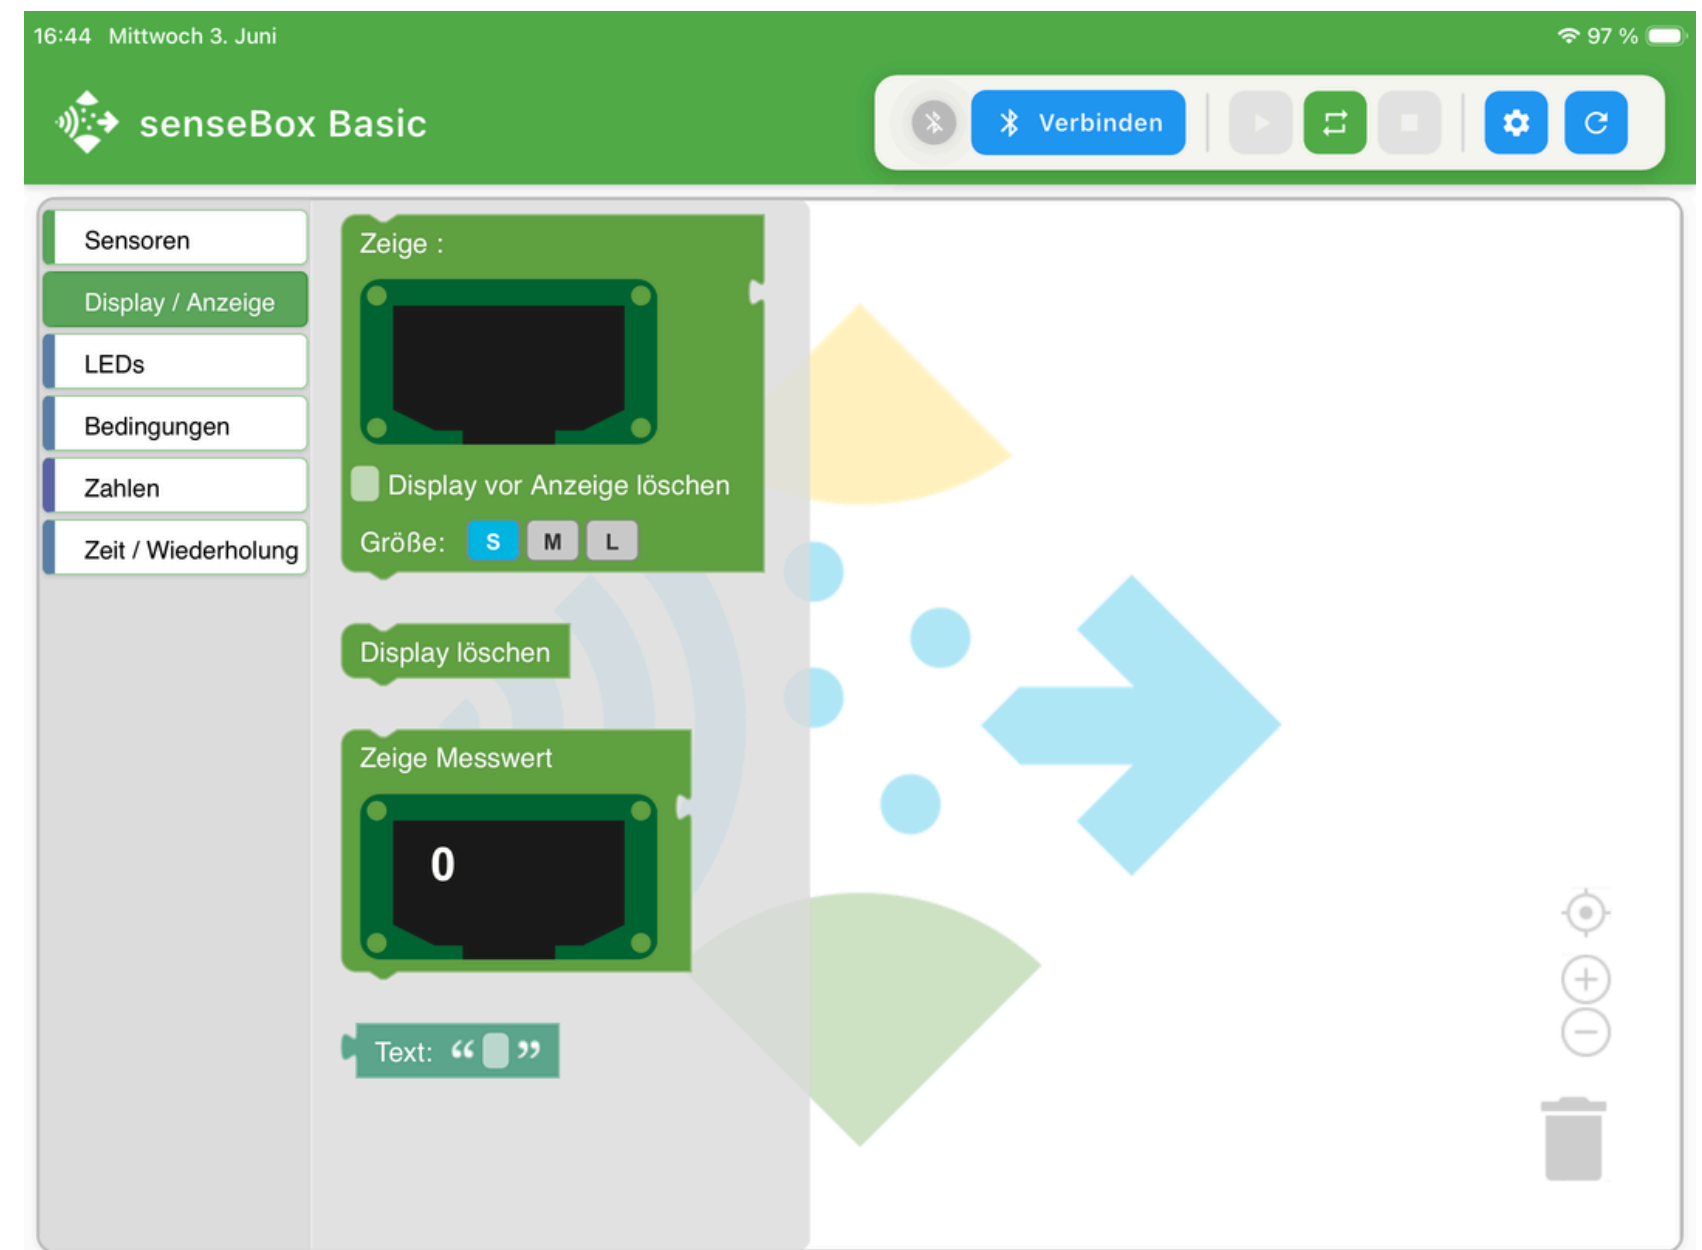 16:44 Mittwoch 3. Juni
97 %
senseBox Basic
Verbinden
Sensoren
Display / Anzeige
LEDs
Bedingungen
Zahlen
Zeit / Wiederholung
Zeige :
Display vor Anzeige löschen
Größe: S M L
Display löschen
Zeige Messwert
0
Text: “ ”